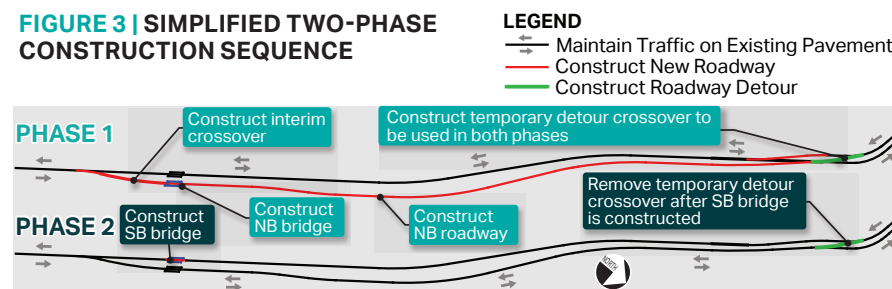 FIGURE 3 | SIMPLIFIED TWO-PHASE
CONSTRUCTION SEQUENCE
LEGEND
Maintain Traffic on Existing Pavement
Construct New Roadway
Construct Roadway Detour
PHASE 1
Construct interim
crossover
Construct temporary detour crossover to
be used in both phases
Construct
NB bridge
Construct
NB roadway
PHASE 2
Construct
SB bridge
Remove temporary detour
crossover after SB bridge
is constructed
NORTH